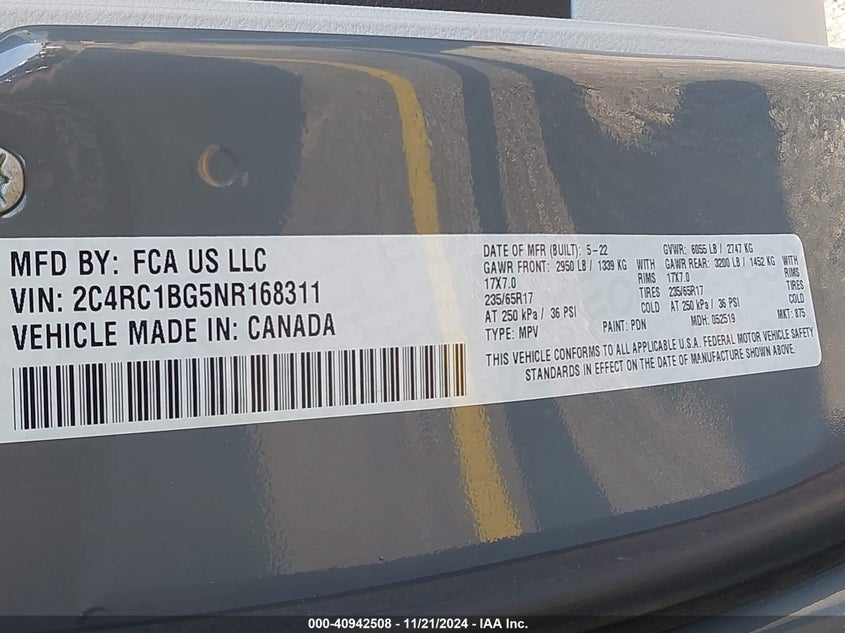 MFD BY: FCA US LLC
VIN: 2C4RC1BG5NR168311
VEHICLE MADE IN: CANADA
DATE OF MFR (BUILT): 5-22 GVWR: 6055 LB / 2747 KG
GAWR FRONT: 2950 LB / 1339 KG WITH GAWR REAR: 3200 LB / 1452 KG WITH
17X7.0 RIMS 17X7.0 RIMS
235/65R17 TIRES 235/65R17 TIRES
AT 250 kPa / 36 PSI COLD AT 250 kPa / 36 PSI COLD
TYPE: MPV PAINT: PDN MDH: 052519 MKT: 875
THIS VEHICLE CONFORMS TO ALL APPLICABLE U.S.A. FEDERAL MOTOR VEHICLE SAFETY
STANDARDS IN EFFECT ON THE DATE OF MANUFACTURE SHOWN ABOVE.
000-40942508 - 11/21/2024 - IAA Inc.